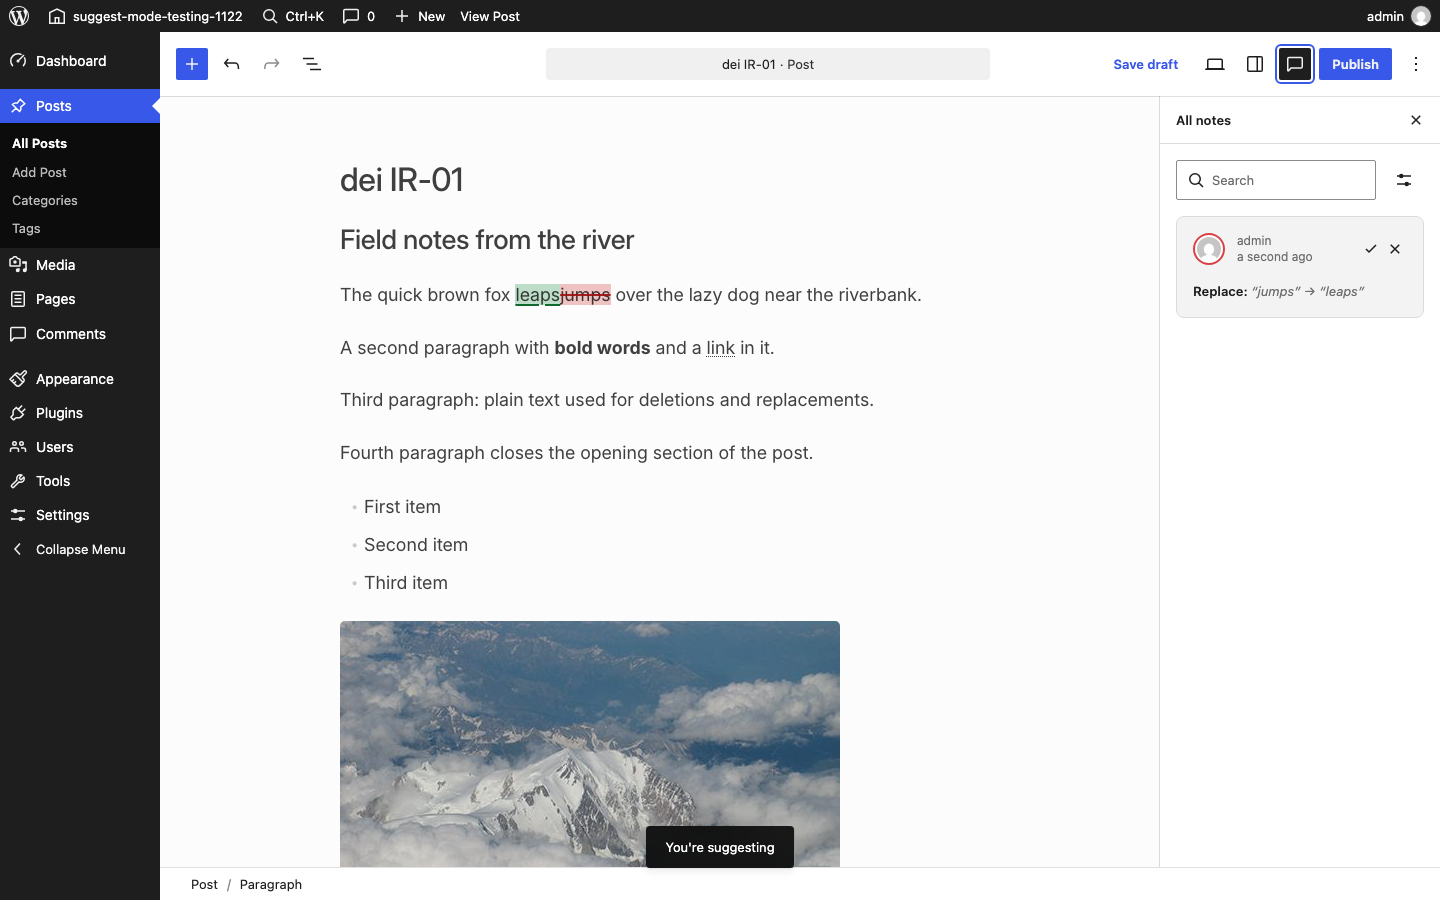 suggest-mode-testing-1122 Ctrl+K 0 New View Post admin
Dashboard
Posts
All Posts
Add Post
Categories
Tags
Media
Pages
Comments
Appearance
Plugins
Users
Tools
Settings
Collapse Menu
dei IR-01 · Post
Save draft
Publish
dei IR-01
Field notes from the river
The quick brown fox leapsjumps over the lazy dog near the riverbank.
A second paragraph with bold words and a link in it.
Third paragraph: plain text used for deletions and replacements.
Fourth paragraph closes the opening section of the post.
• First item
• Second item
• Third item
You're suggesting
All notes
Search
admin
a second ago
Replace: “jumps” → “leaps”
Post / Paragraph